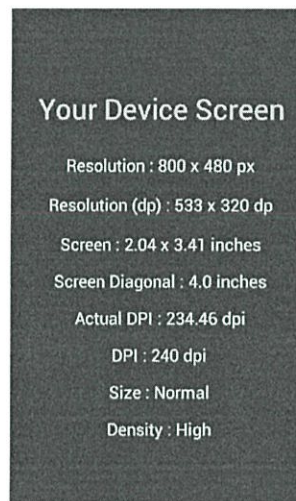 Your Device Screen
Resolution : 800 x 480 px
Resolution (dp) : 533 x 320 dp
Screen : 2.04 x 3.41 inches
Screen Diagonal : 4.0 inches
Actual DPI : 234.46 dpi
DPI : 240 dpi
Size : Normal
Density : High